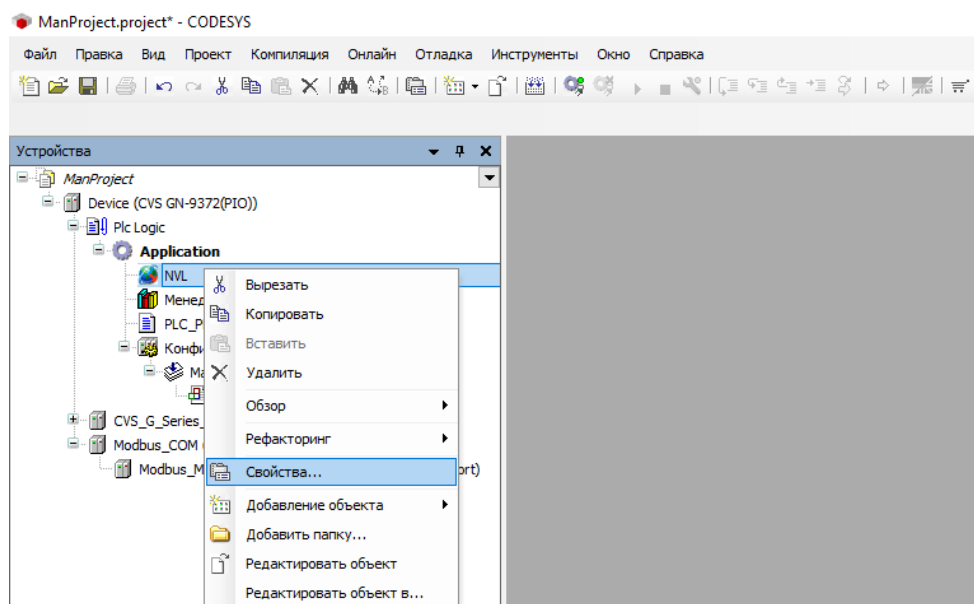 ManProject.project* - CODESYS
Файл Правка Вид Проект Компиляция Онлайн Отладка Инструменты Окно Справка
Устройства
ManProject
Device (CVS GN-9372(PIO))
Plc Logic
Application
NVL
Вырезать
Менед
Копировать
PLC_P
Вставить
Конфи
Ma
Удалить
Обзор
CVS_G_Series_
Рефакторинг
Modbus_COM
Modbus_M
Свойства...
ort)
Добавление объекта
Добавить папку...
Редактировать объект
Редактировать объект в...